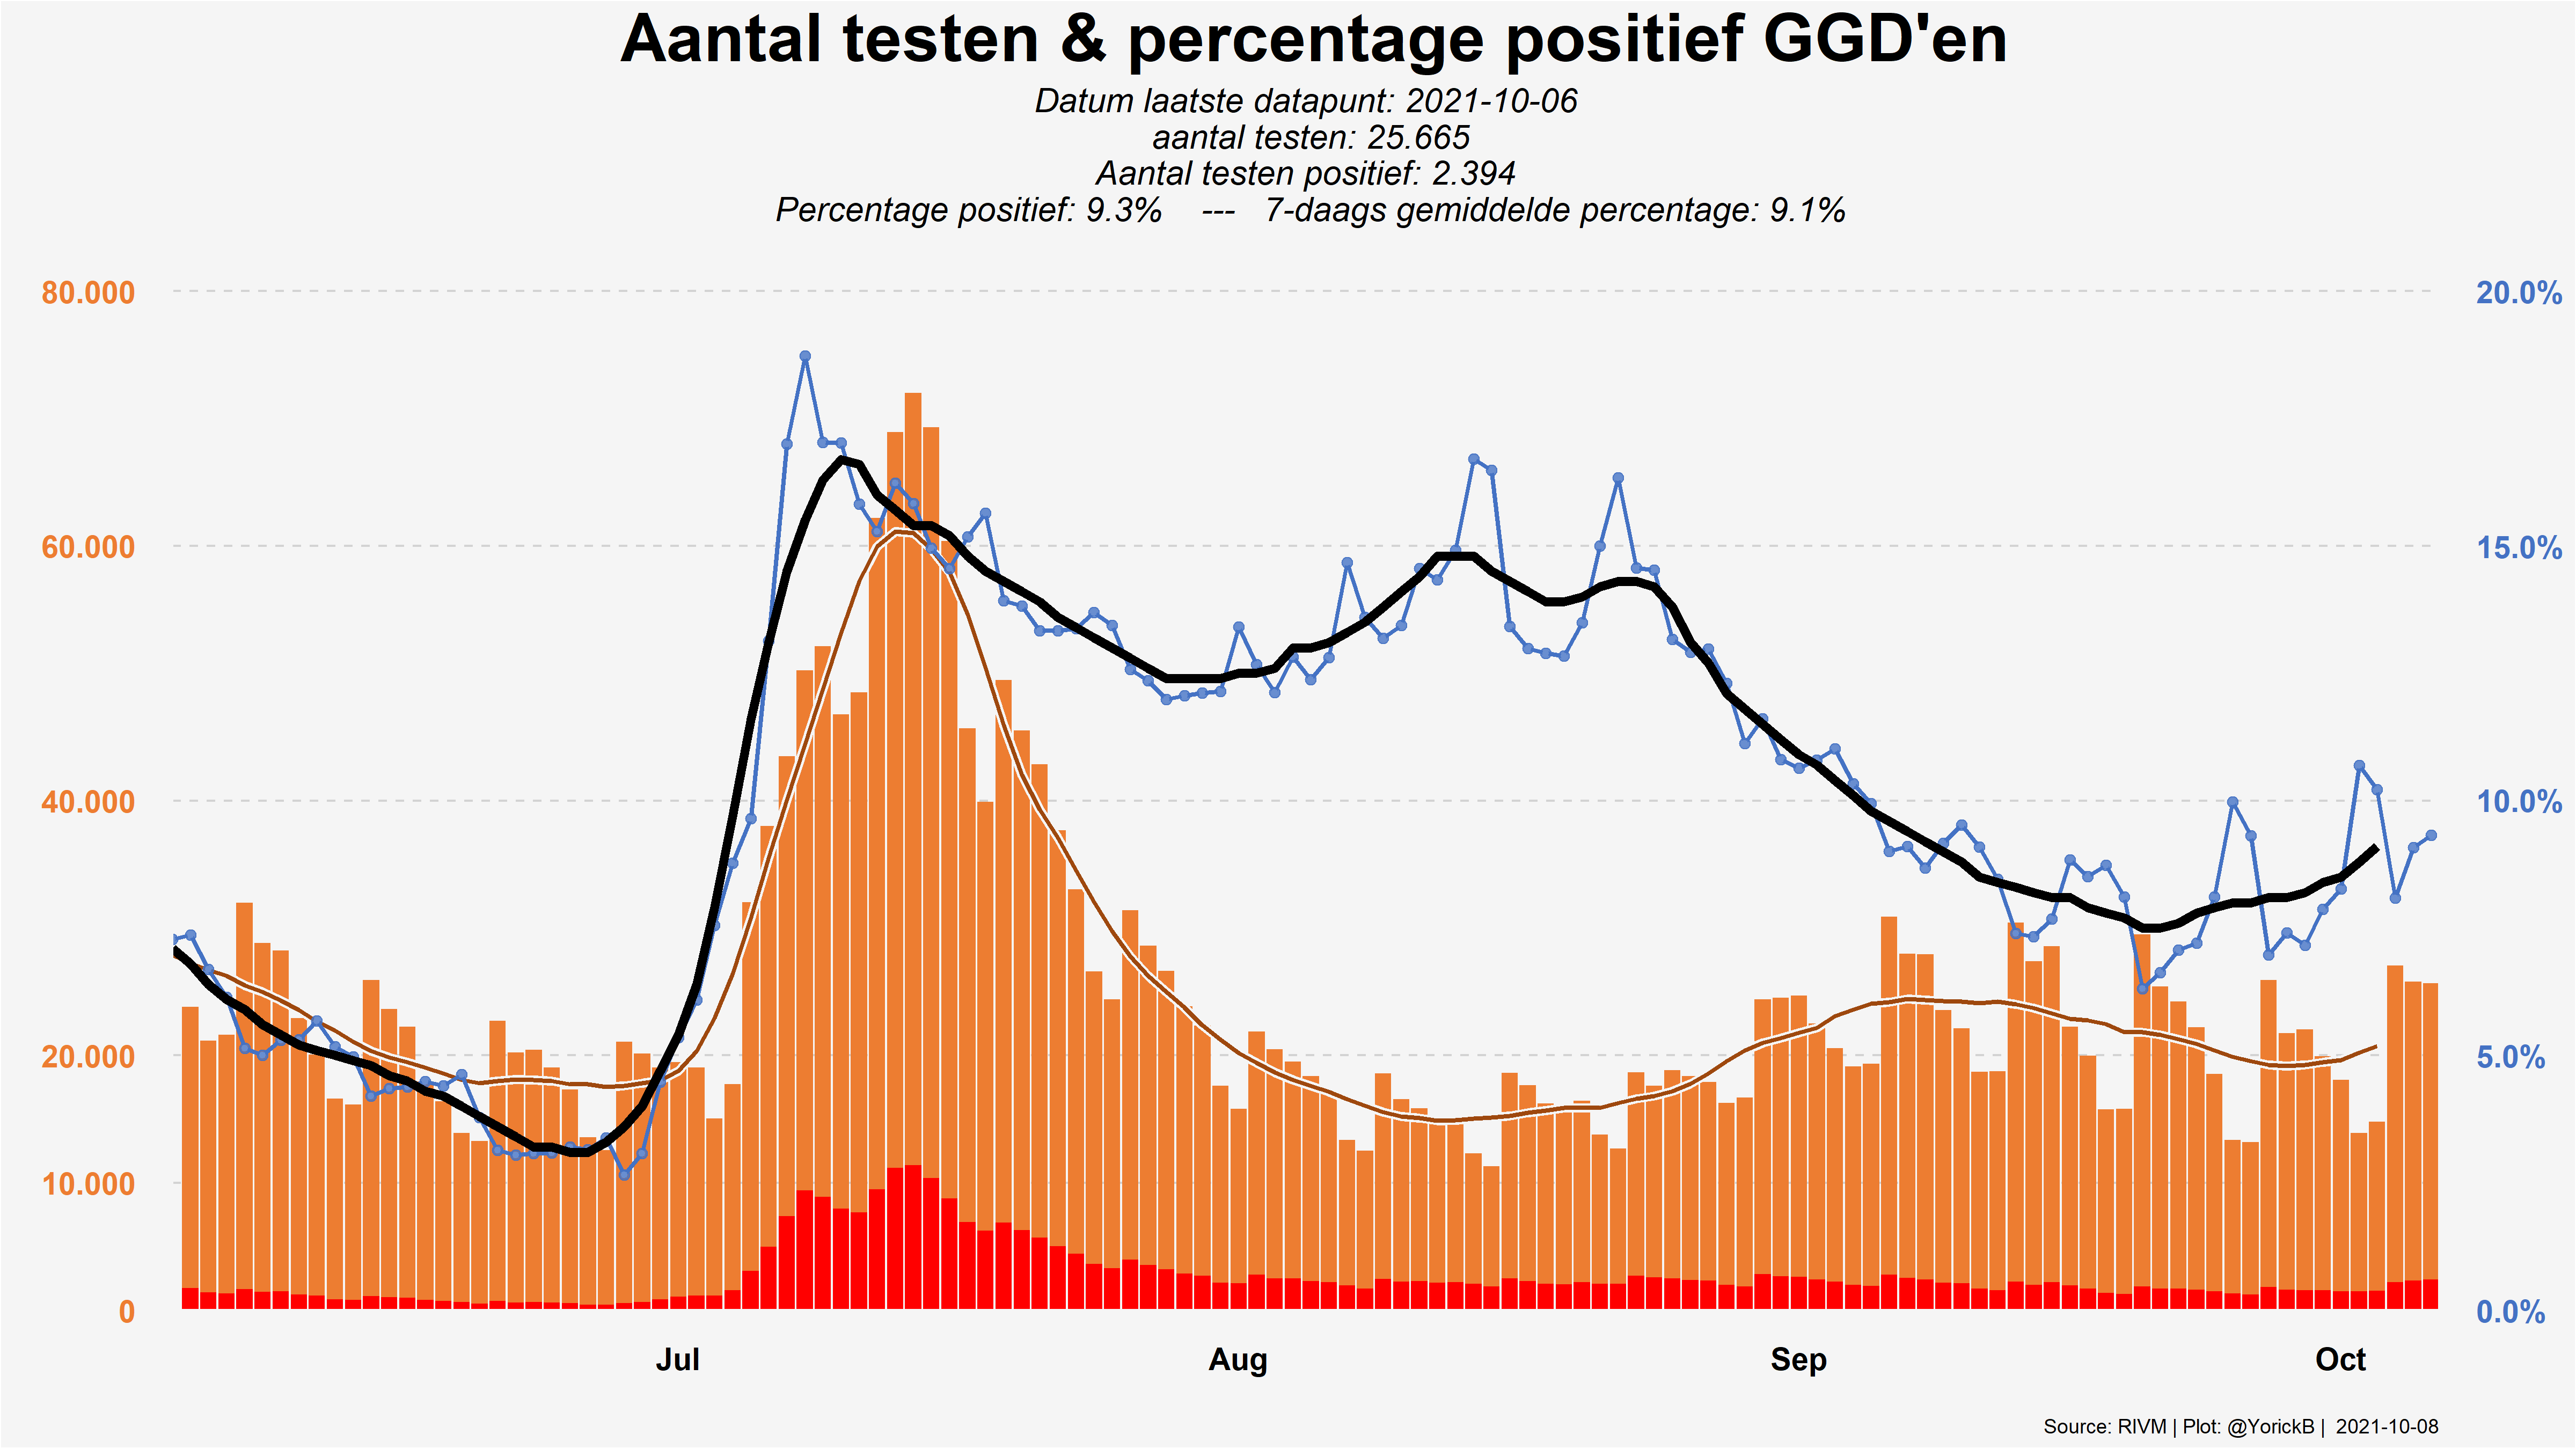 Aantal testen & percentage positief GGD'en
Datum laatste datapunt: 2021-10-06
aantal testen: 25.665
Aantal testen positief: 2.394
Percentage positief: 9.3%    ---   7-daags gemiddelde percentage: 9.1%
80.000
20.0%
60.000
15.0%
40.000
10.0%
20.000
5.0%
10.000
0
0.0%
Jul
Aug
Sep
Oct
Source: RIVM | Plot: @YorickB |  2021-10-08